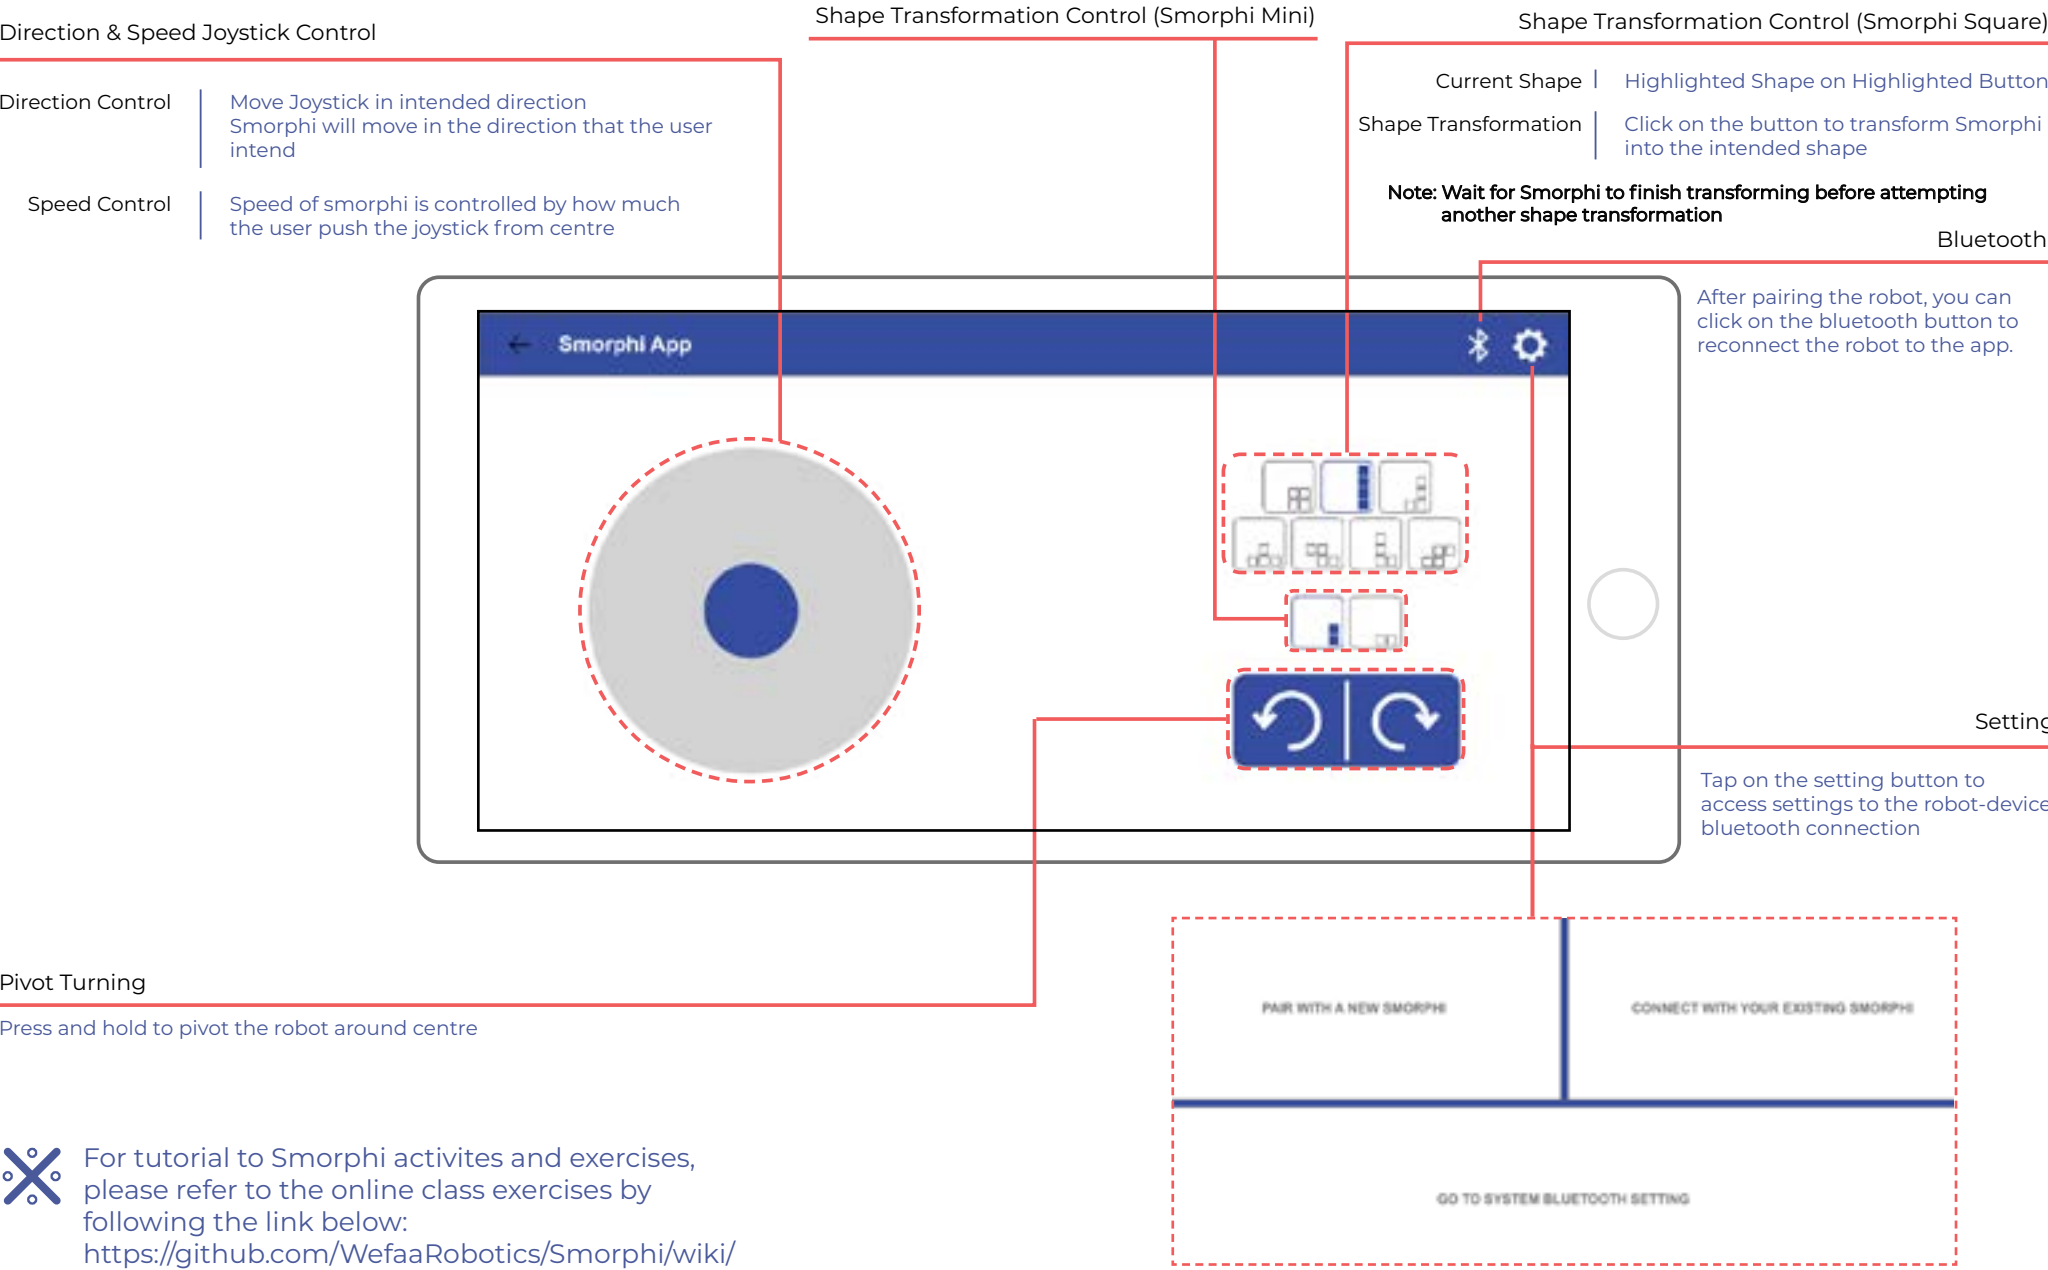 Direction & Speed Joystick Control
Direction Control
Move Joystick in intended direction
Smorphi will move in the direction that the user
intend
Speed Control
Speed of smorphi is controlled by how much
the user push the joystick from centre
Shape Transformation Control (Smorphi Mini)
Shape Transformation Control (Smorphi Square)
Current Shape
Highlighted Shape on Highlighted Button
Shape Transformation
Click on the button to transform Smorphi
into the intended shape
Note: Wait for Smorphi to finish transforming before attempting
another shape transformation
Bluetooth
After pairing the robot, you can
click on the bluetooth button to
reconnect the robot to the app.
Smorphi App
Setting
Tap on the setting button to
access settings to the robot-device
bluetooth connection
Pivot Turning
Press and hold to pivot the robot around centre
PAIR WITH A NEW SMORPHI
CONNECT WITH YOUR EXISTING SMORPHI
GO TO SYSTEM BLUETOOTH SETTING
For tutorial to Smorphi activites and exercises,
please refer to the online class exercises by
following the link below:
https://github.com/WefaaRobotics/Smorphi/wiki/